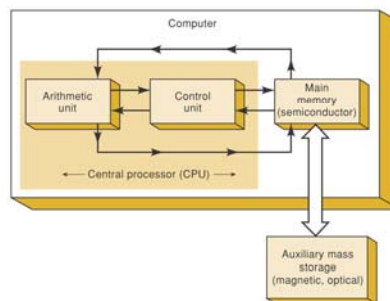 Computer
Arithmetic
unit
Control
unit
Main
memory
(semiconductor)
Central processor (CPU)
Auxiliary mass
storage
(magnetic, optical)